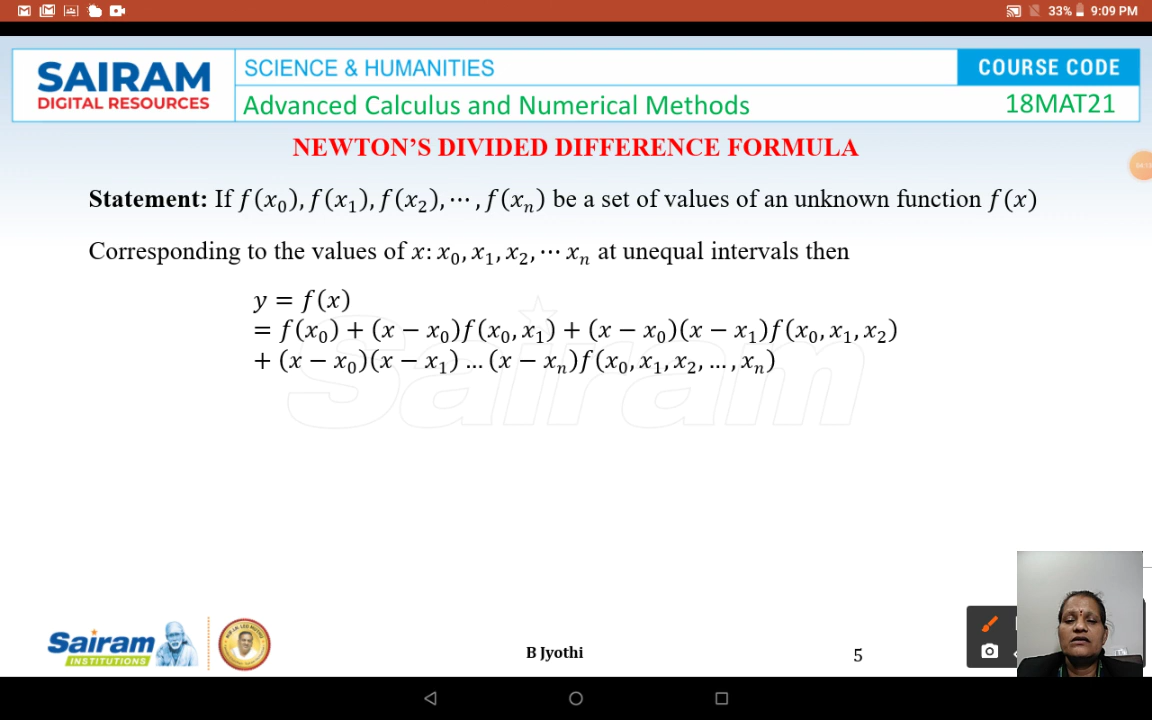 33% 9:09 PM
SAIRAM
DIGITAL RESOURCES
SCIENCE & HUMANITIES
COURSE CODE
Advanced Calculus and Numerical Methods
18MAT21
NEWTON'S DIVIDED DIFFERENCE FORMULA
Statement: If f(x₀), f(x₁), f(x₂), ⋯ , f(xₙ) be a set of values of an unknown function f(x)
Corresponding to the values of x: x₀, x₁, x₂, ⋯ xₙ at unequal intervals then
y = f(x)
= f(x₀) + (x − x₀)f(x₀, x₁) + (x − x₀)(x − x₁)f(x₀, x₁, x₂)
+ (x − x₀)(x − x₁) … (x − xₙ)f(x₀, x₁, x₂, … , xₙ)
Sairam
Sairam
INSTITUTIONS
B Jyothi
5